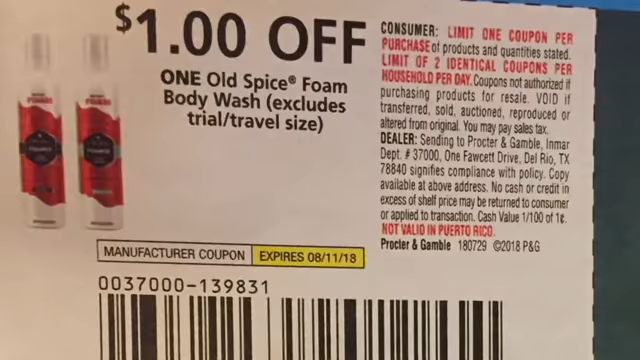 $1.00 OFF
ONE Old Spice® Foam
Body Wash (excludes
trial/travel size)
MANUFACTURER COUPON
EXPIRES 08/11/18
0037000-139831
CONSUMER: LIMIT ONE COUPON PER
PURCHASE of products and quantities stated.
LIMIT OF 2 IDENTICAL COUPONS PER
HOUSEHOLD PER DAY. Coupons not authorized if
purchasing products for resale. VOID if
transferred, sold, auctioned, reproduced or
altered from original. You may pay sales tax.
DEALER: Sending to Procter & Gamble, Inmar
Dept. # 37000, One Fawcett Drive, Del Rio, TX
78840 signifies compliance with policy. Copy
available at above address. No cash or credit in
excess of shelf price may be returned to consumer
or applied to transaction. Cash Value 1/100 of 1¢.
NOT VALID IN PUERTO RICO.
Procter & Gamble 180729 ©2018 P&G